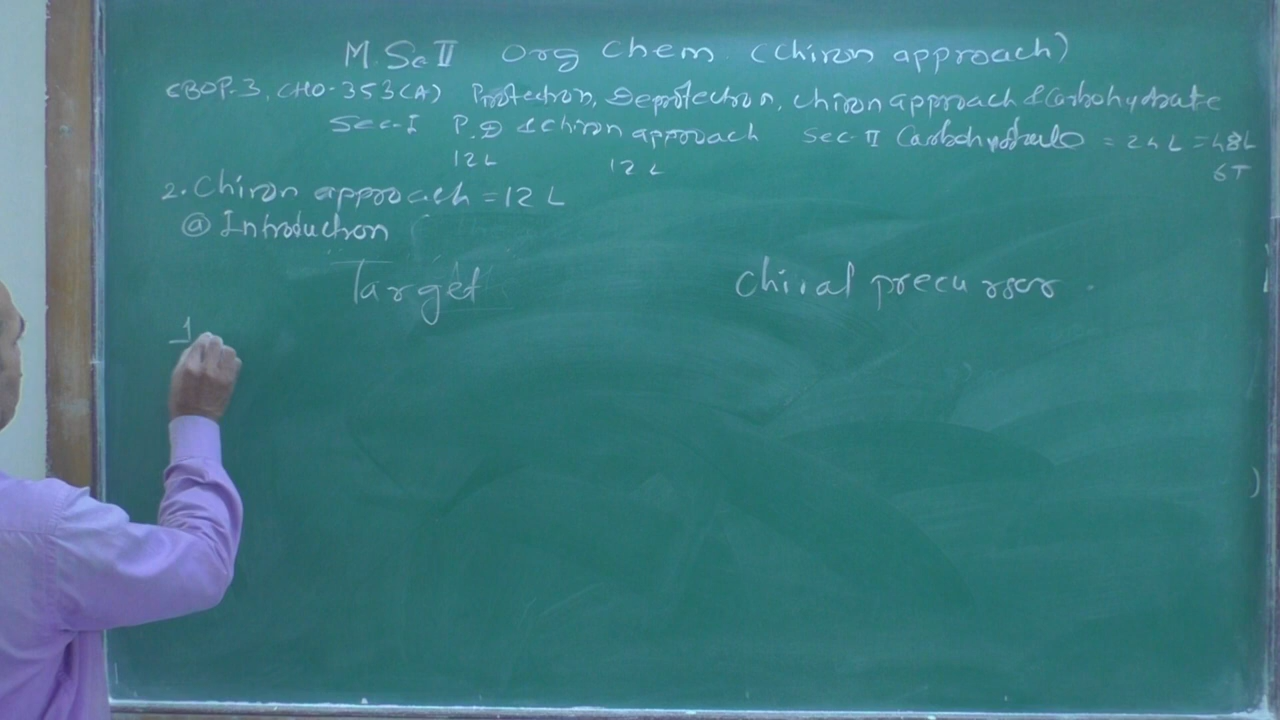 M.Sc II Org Chem. (Chiron approach)
CBOP-3, CHO-353(A) Protection, Deprotection, Chiron approach & Carbohydrate
Sec-I P,D & Chiron approach Sec-II Carbohydrate = 24 L = 48L
12 L 12 L 6T
2. Chiron approach = 12 L
ⓐ Introduction
Target Chiral precursor
1